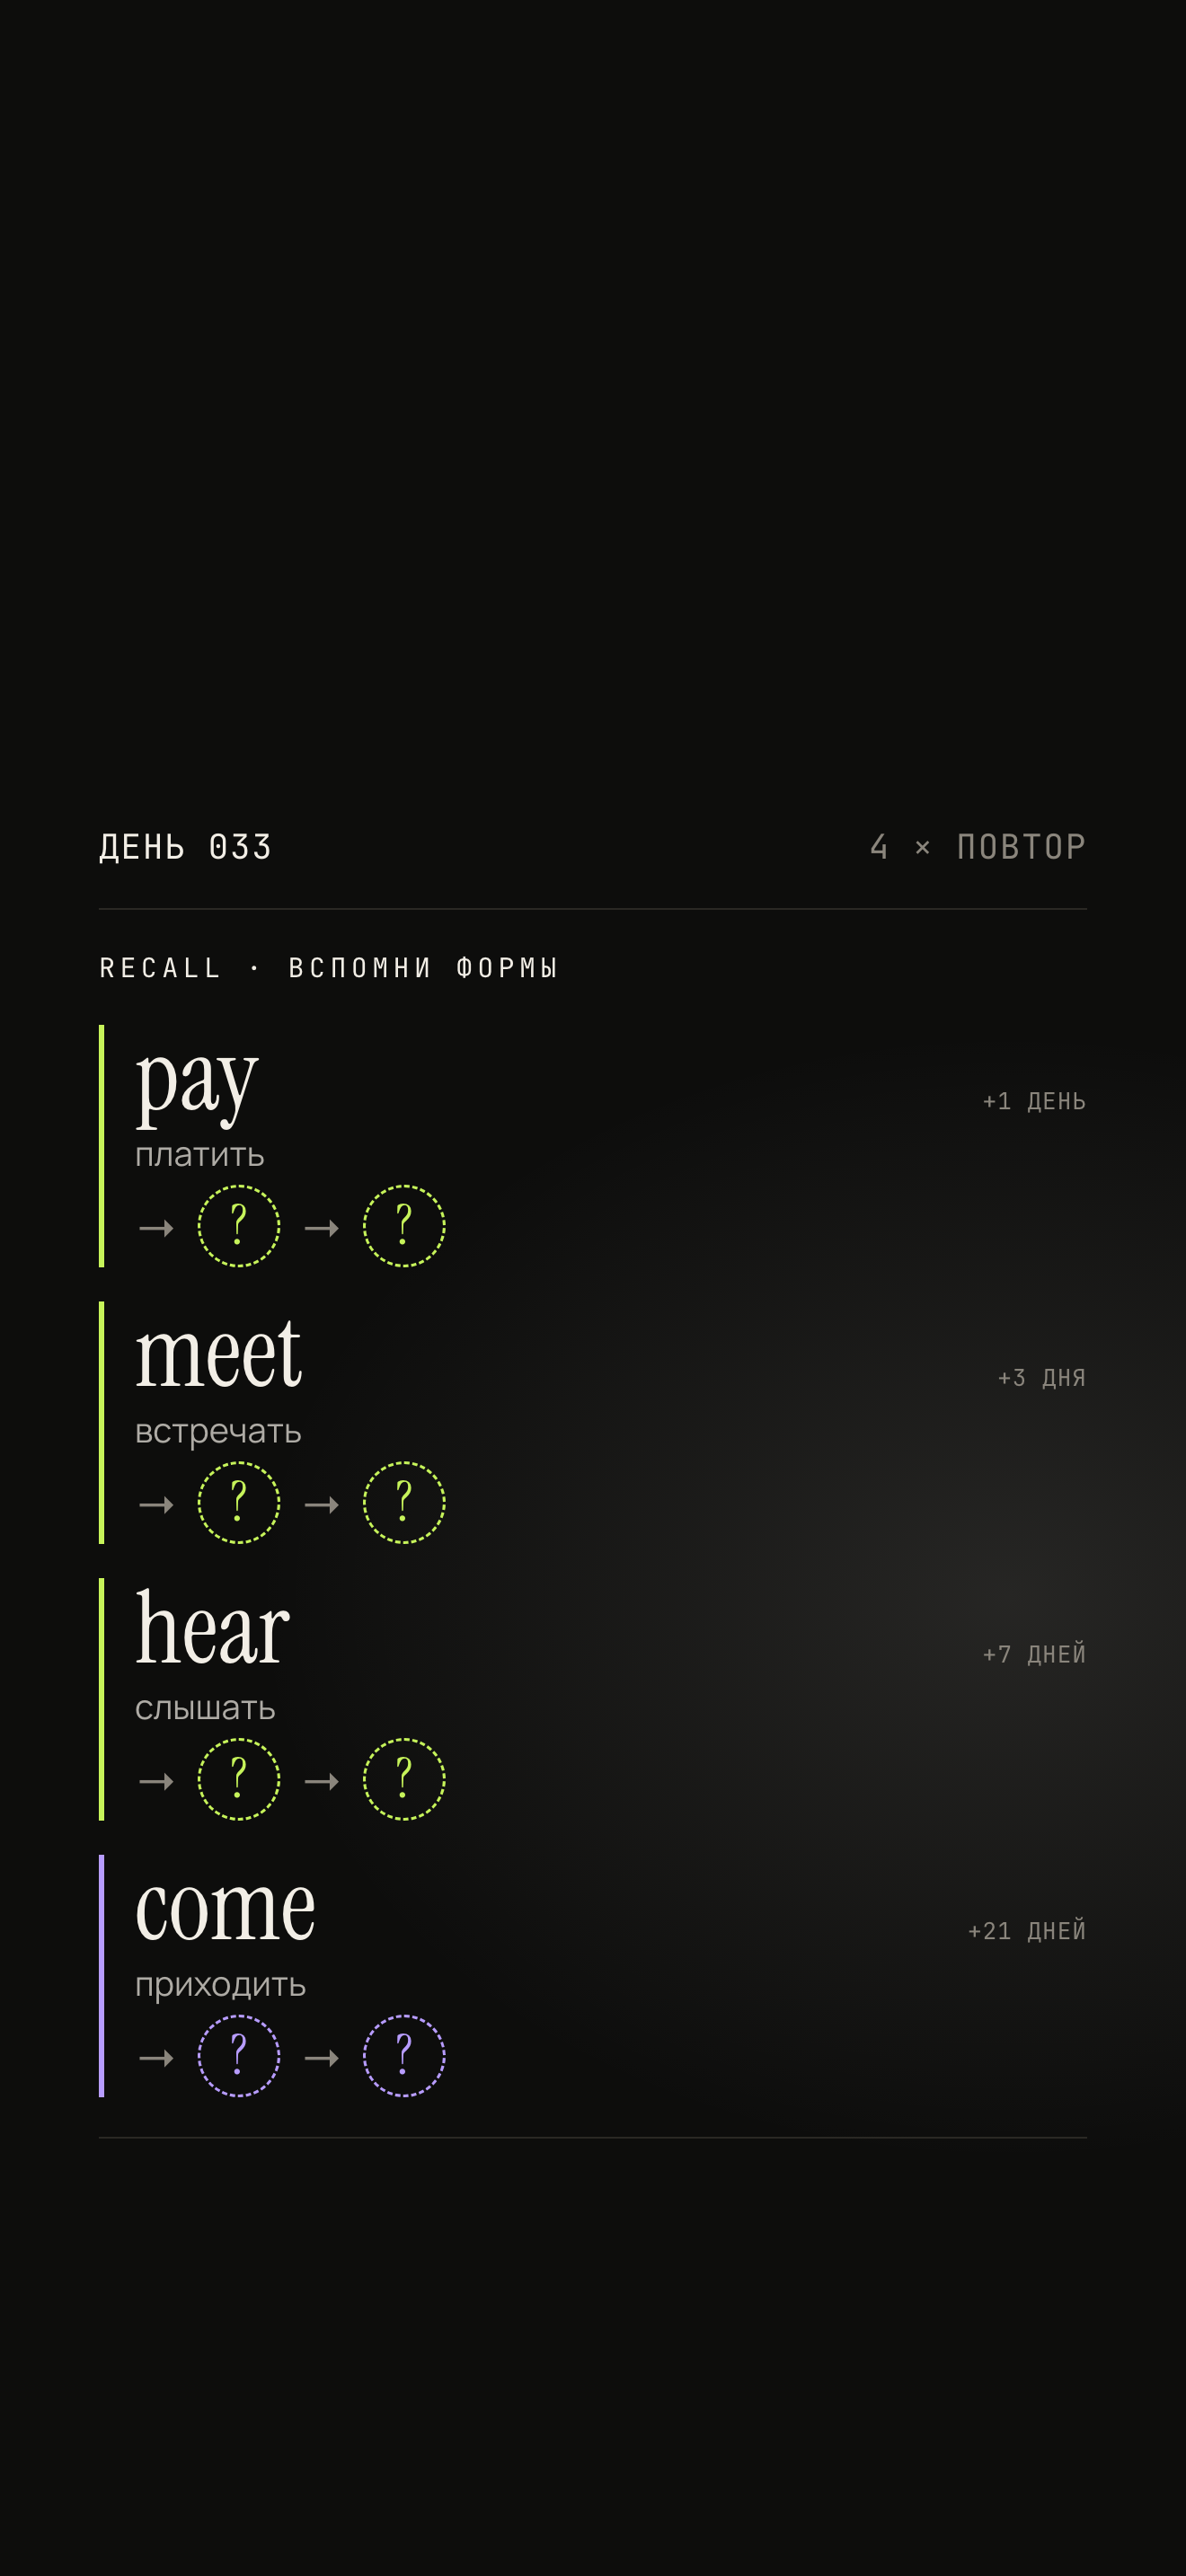 ДЕНЬ 033
4 × ПОВТОР
RECALL · ВСПОМНИ ФОРМЫ
pay
+1 ДЕНЬ
платить
→ ? → ?
meet
+3 ДНЯ
встречать
→ ? → ?
hear
+7 ДНЕЙ
слышать
→ ? → ?
come
+21 ДНЕЙ
приходить
→ ? → ?